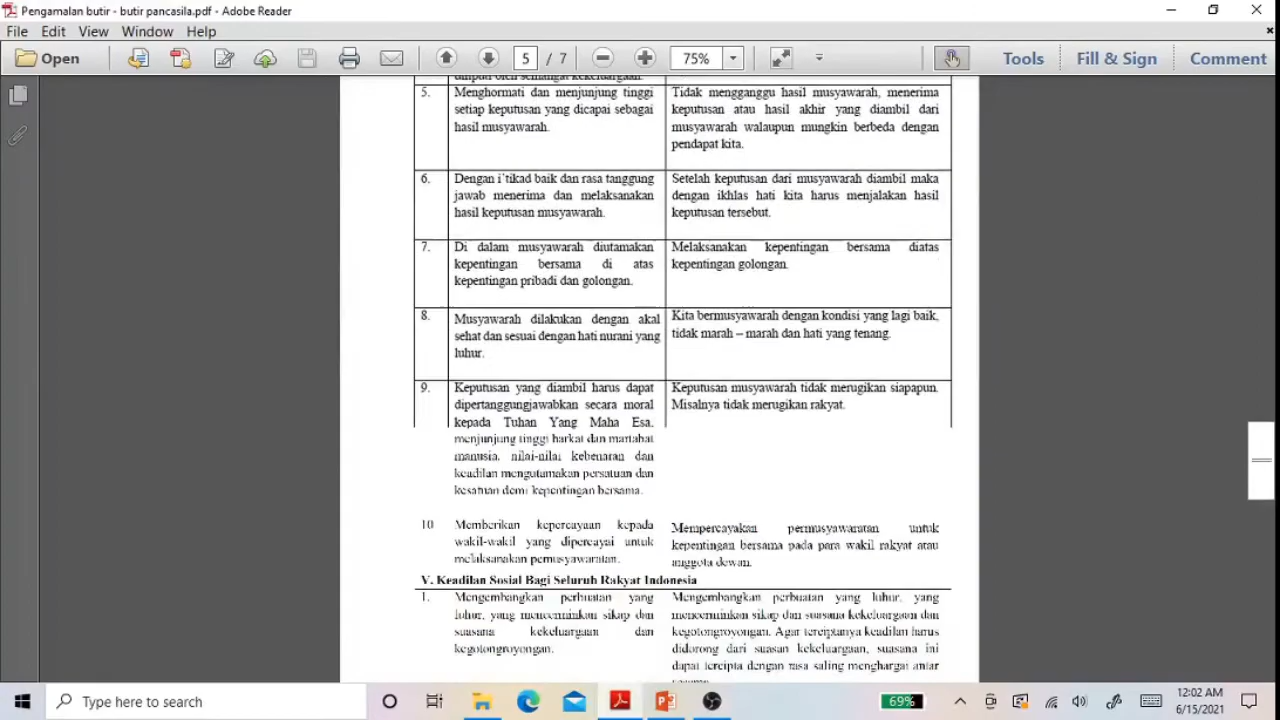 Pengamalan butir - butir pancasila.pdf - Adobe Reader
File Edit View Window Help
Open 5 / 7 75% Tools Fill & Sign Comment
5. Menghormati dan menjunjung tinggi
setiap keputusan yang dicapai sebagai
hasil musyawarah.
Tidak mengganggu hasil musyawarah, menerima
keputusan atau hasil akhir yang diambil dari
musyawarah walaupun mungkin berbeda dengan
pendapat kita.
6. Dengan i'tikad baik dan rasa tanggung
jawab menerima dan melaksanakan
hasil keputusan musyawarah.
Setelah keputusan dari musyawarah diambil maka
dengan ikhlas hati kita harus menjalakan hasil
keputusan tersebut.
7. Di dalam musyawarah diutamakan
kepentingan bersama di atas
kepentingan pribadi dan golongan.
Melaksanakan kepentingan bersama diatas
kepentingan golongan.
8. Musyawarah dilakukan dengan akal
sehat dan sesuai dengan hati nurani yang
luhur.
Kita bermusyawarah dengan kondisi yang lagi baik,
tidak marah – marah dan hati yang tenang.
9. Keputusan yang diambil harus dapat
dipertanggungjawabkan secara moral
kepada Tuhan Yang Maha Esa,
menjunjung tinggi harkat dan martabat
manusia, nilai-nilai kebenaran dan
keadilan mengutamakan persatuan dan
kesatuan demi kepentingan bersama.
Keputusan musyawarah tidak merugikan siapapun.
Misalnya tidak merugikan rakyat.
10 Memberikan kepercayaan kepada
wakil-wakil yang dipercayai untuk
melaksanakan pemusyawaratan.
Mempercayakan permusyawaratan untuk
kepentingan bersama pada para wakil rakyat atau
anggota dewan.
V. Keadilan Sosial Bagi Seluruh Rakyat Indonesia
1. Mengembangkan perbuatan yang
luhur, yang mencerminkan sikap dan
suasana kekeluargaan dan
kegotongroyongan.
Mengembangkan perbuatan yang luhur, yang
mencerminkan sikap dan suasana kekeluargaan dan
kegotongroyongan. Agar terciptanya keadilan harus
didorong dari suasan kekeluargaan, suasana ini
dapat tercipta dengan rasa saling menghargai antar
Type here to search
69%
12:02 AM
6/15/2021